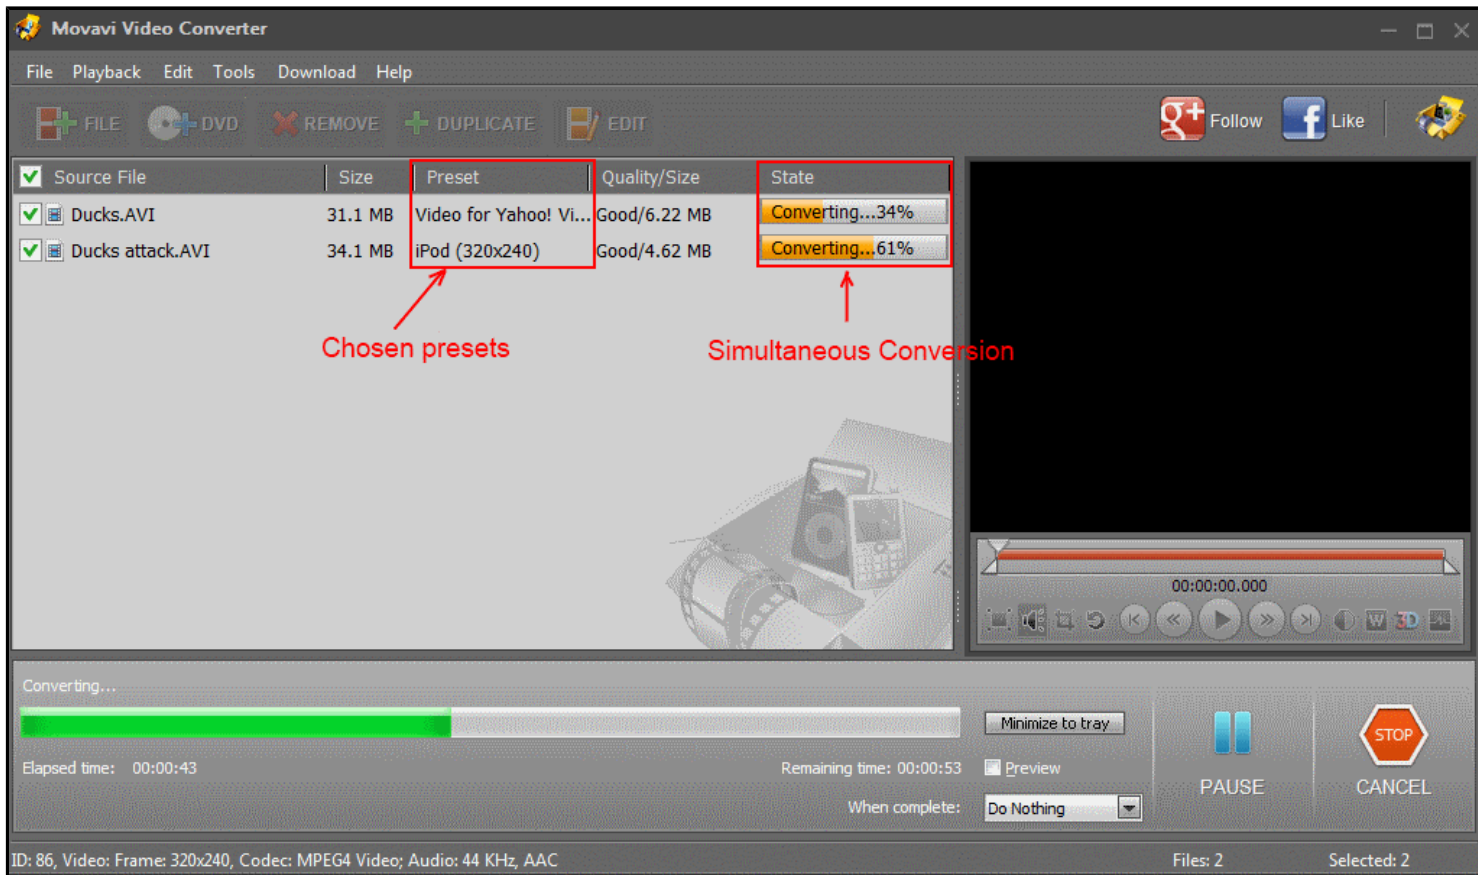 Movavi Video Converter
File Playback Edit Tools Download Help
FILE DVD REMOVE DUPLICATE EDIT Follow Like
Source File Size Preset Quality/Size State
Ducks.AVI 31.1 MB Video for Yahoo! Vi... Good/6.22 MB Converting...34%
Ducks attack.AVI 34.1 MB iPod (320x240) Good/4.62 MB Converting...61%
Chosen presets Simultaneous Conversion
00:00:00.000
W 3D
Converting...
Minimize to tray
STOP
Elapsed time: 00:00:43 Remaining time: 00:00:53 Preview
PAUSE CANCEL
When complete: Do Nothing
ID: 86, Video: Frame: 320x240, Codec: MPEG4 Video; Audio: 44 KHz, AAC Files: 2 Selected: 2